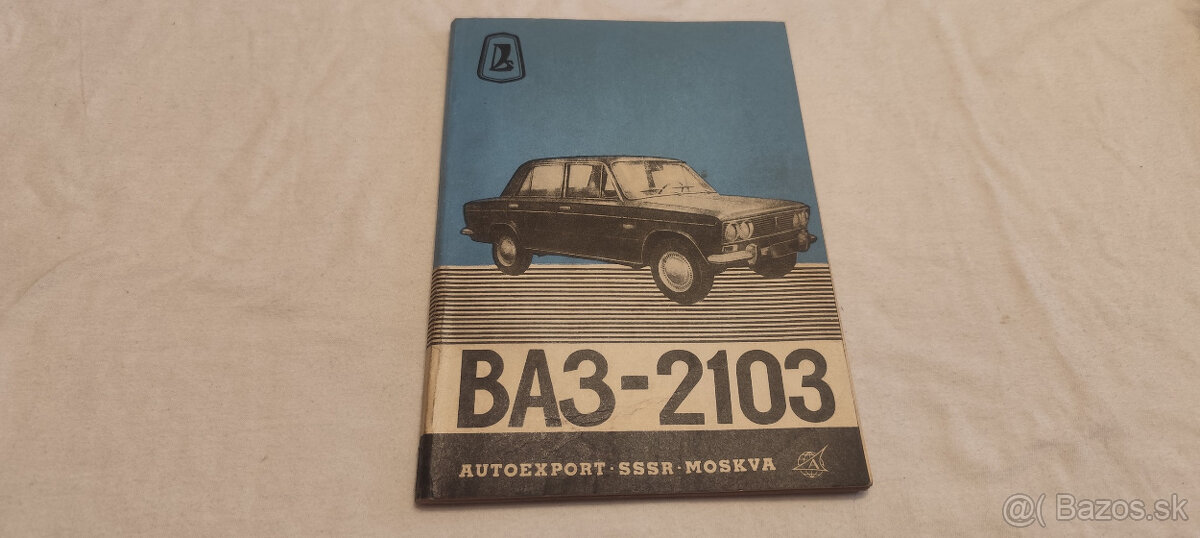 ВАЗ-2103
AUTOEXPORT · SSSR · MOSKVA
@( Bazos.sk